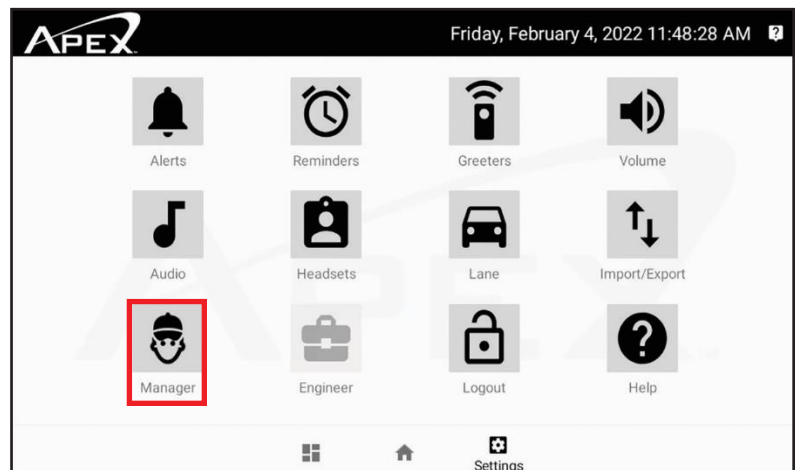 APEX
Friday, February 4, 2022 11:48:28 AM
Alerts Reminders Greeters Volume
Audio Headsets Lane Import/Export
Manager Engineer Logout Help
Settings
APEX